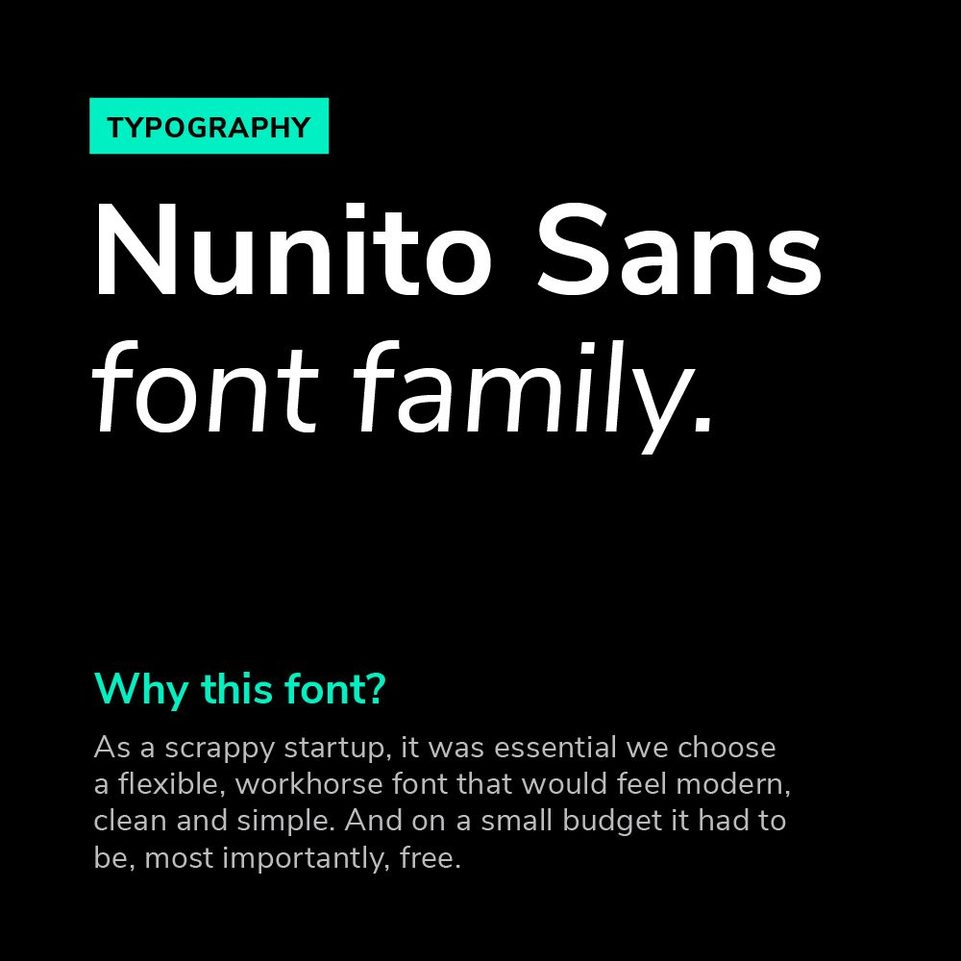 TYPOGRAPHY
Nunito Sans
font family.
Why this font?
As a scrappy startup, it was essential we choose
a flexible, workhorse font that would feel modern,
clean and simple. And on a small budget it had to
be, most importantly, free.